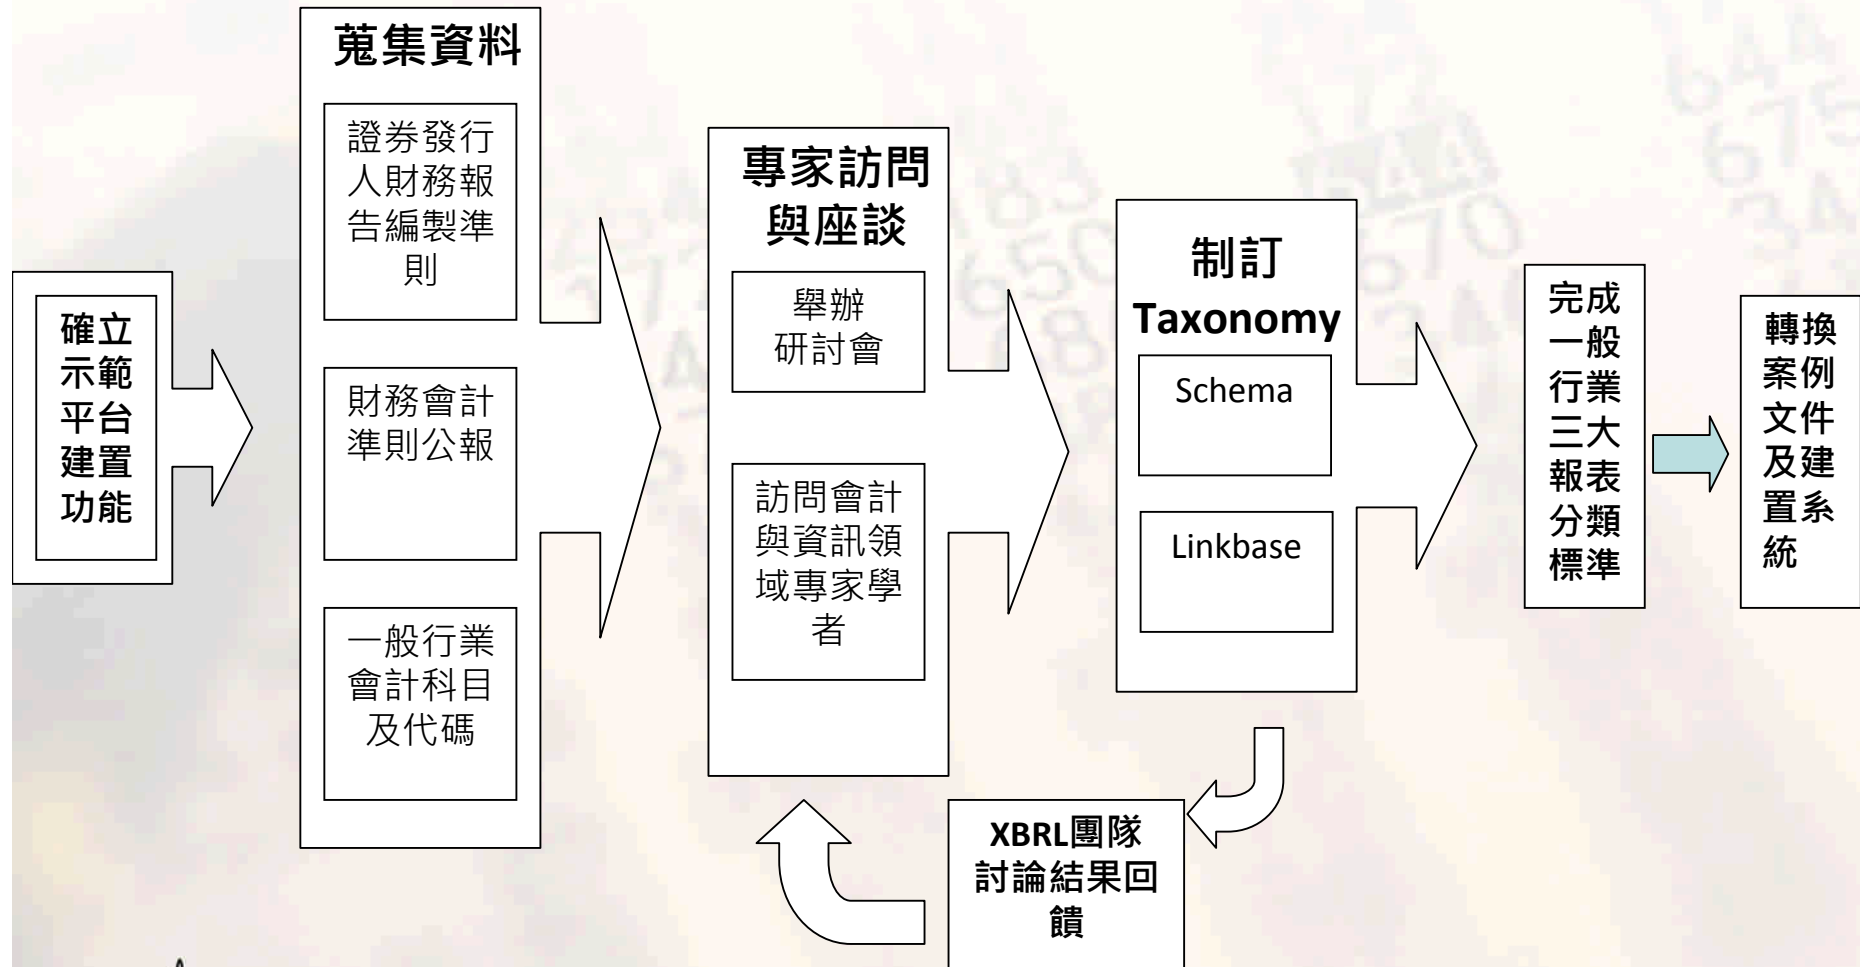 確立
示範
平台
建置
功能
蒐集資料
證券發行
人財務報
告編製準
則
財務會計
準則公報
一般行業
會計科目
及代碼
專家訪問
與座談
舉辦
研討會
訪問會計
與資訊領
域專家學
者
制訂
Taxonomy
Schema
Linkbase
XBRL團隊
討論結果回
饋
完成
一般
行業
三大
報表
分類
標準
轉換
案例
文件
及建
置系
統